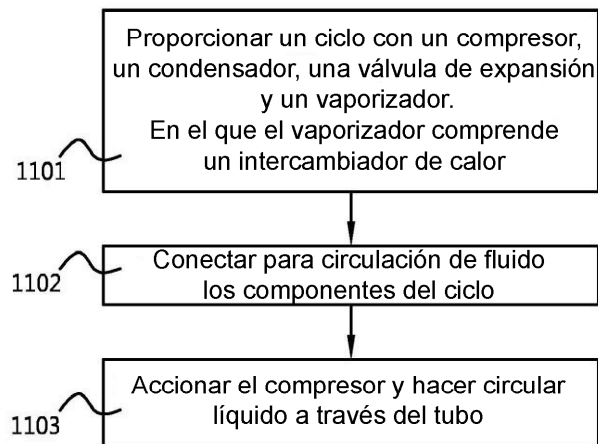 Proporcionar un ciclo con un compresor,
un condensador, una válvula de expansión
y un vaporizador.
En el que el vaporizador comprende
un intercambiador de calor
1101
Conectar para circulación de fluido
los componentes del ciclo
1102
Accionar el compresor y hacer circular
líquido a través del tubo
1103